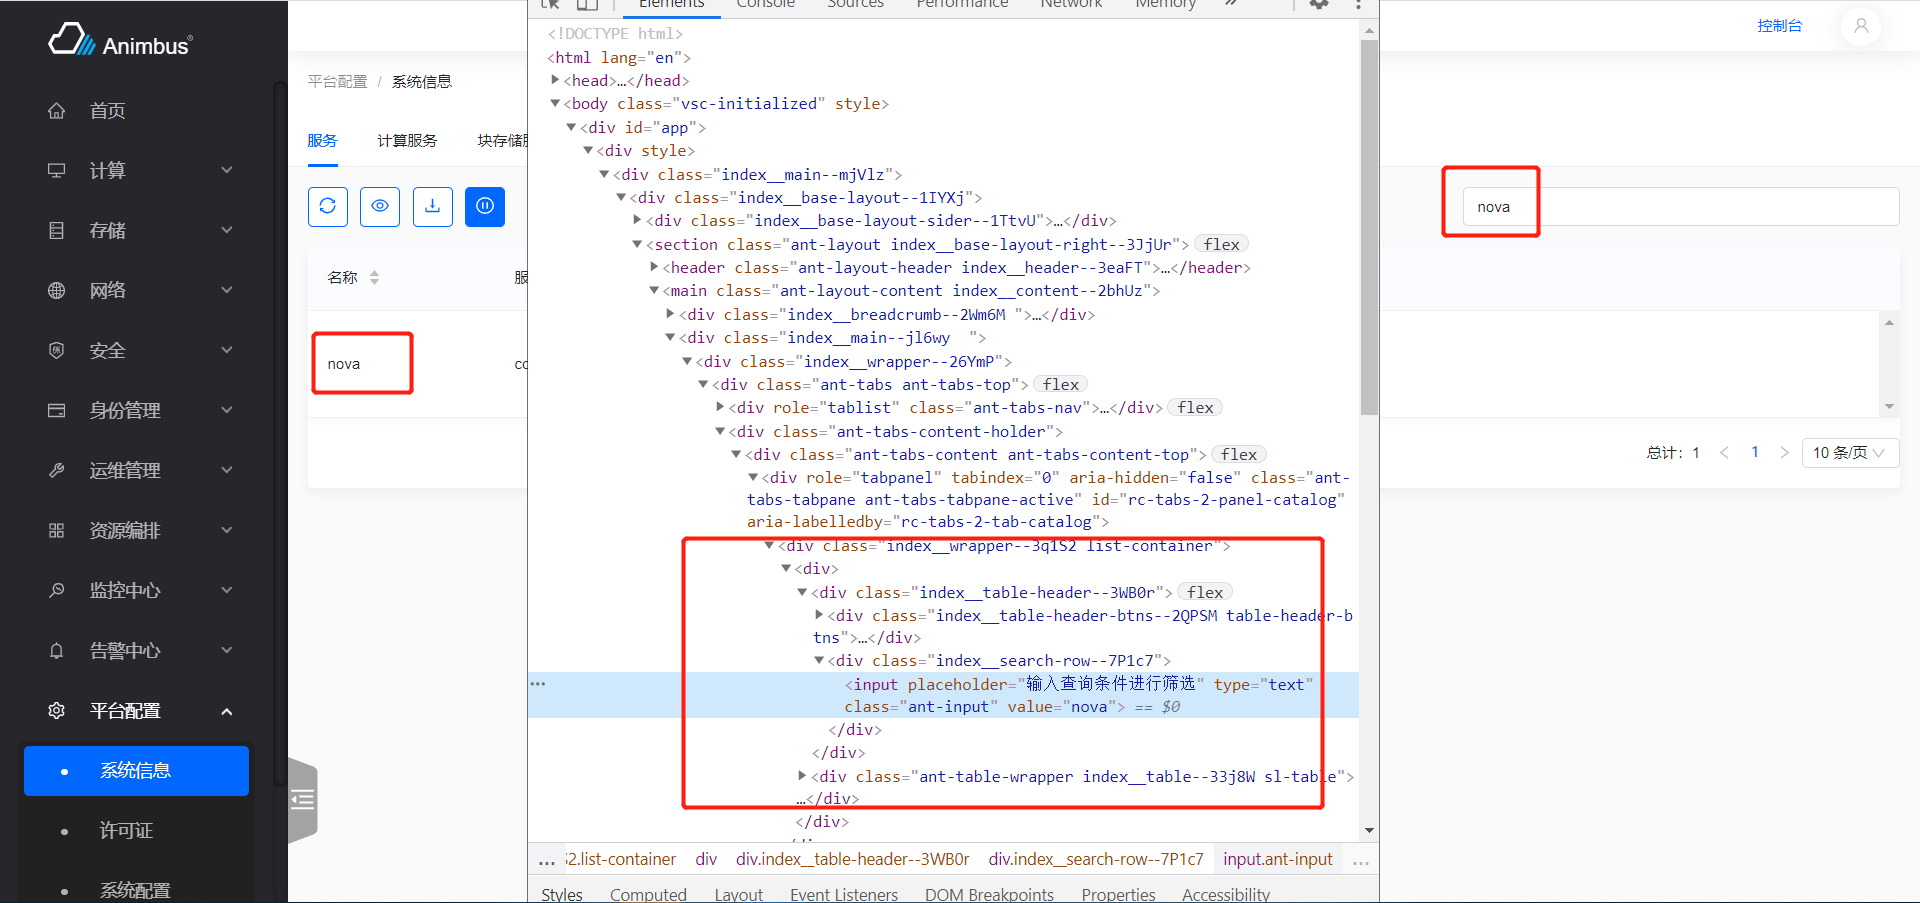 Animbus®
首页
计算
存储
网络
安全
身份管理
运维管理
资源编排
监控中心
告警中心
平台配置
系统信息
许可证
系统配置
控制台
平台配置 / 系统信息
服务
计算服务
块存储
nova
名称
服
nova
co
总计: 1
1
10 条/页
Elements
Console
Sources
Performance
Network
Memory
<!DOCTYPE html>
<html lang="en">
<head>…</head>
<body class="vsc-initialized" style>
<div id="app">
<div style>
<div class="index__main--mjVlz">
<div class="index__base-layout--1IYXj">
<div class="index__base-layout-sider--1TtvU">…</div>
<section class="ant-layout index__base-layout-right--3JjUr"> flex
<header class="ant-layout-header index__header--3eaFT">…</header>
<main class="ant-layout-content index__content--2bhUz">
<div class="index__breadcrumb--2Wm6M ">…</div>
<div class="index__main--jl6wy  ">
<div class="index__wrapper--26YmP">
<div class="ant-tabs ant-tabs-top"> flex
<div role="tablist" class="ant-tabs-nav">…</div> flex
<div class="ant-tabs-content-holder">
<div class="ant-tabs-content ant-tabs-content-top"> flex
<div role="tabpanel" tabindex="0" aria-hidden="false" class="ant-
tabs-tabpane ant-tabs-tabpane-active" id="rc-tabs-2-panel-catalog"
aria-labelledby="rc-tabs-2-tab-catalog">
<div class="index__wrapper--3q1S2 list-container">
<div>
<div class="index__table-header--3WB0r"> flex
<div class="index__table-header-btns--2QPSM table-header-b
tns">…</div>
<div class="index__search-row--7P1c7">
<input placeholder="输入查询条件进行筛选" type="text"
class="ant-input" value="nova"> == $0
</div>
</div>
<div class="ant-table-wrapper index__table--33j8W sl-table">
…</div>
</div>
… S2.list-container div div.index__table-header--3WB0r div.index__search-row--7P1c7 input.ant-input …
Styles Computed Layout Event Listeners DOM Breakpoints Properties Accessibility